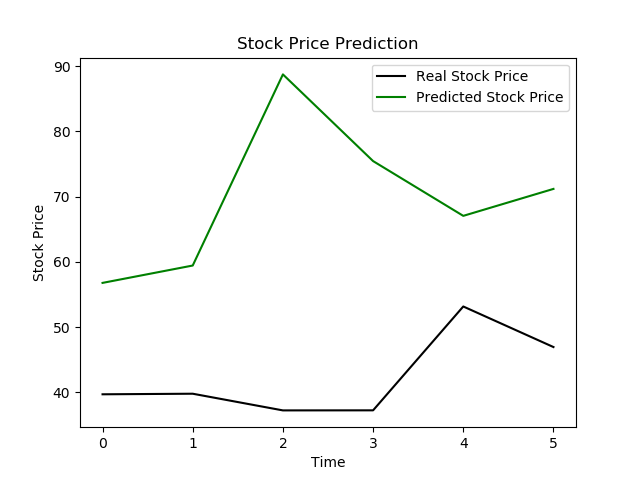 Stock Price Prediction
Real Stock Price
Predicted Stock Price
90
80
70
60
50
40
Stock Price
0 1 2 3 4 5
Time